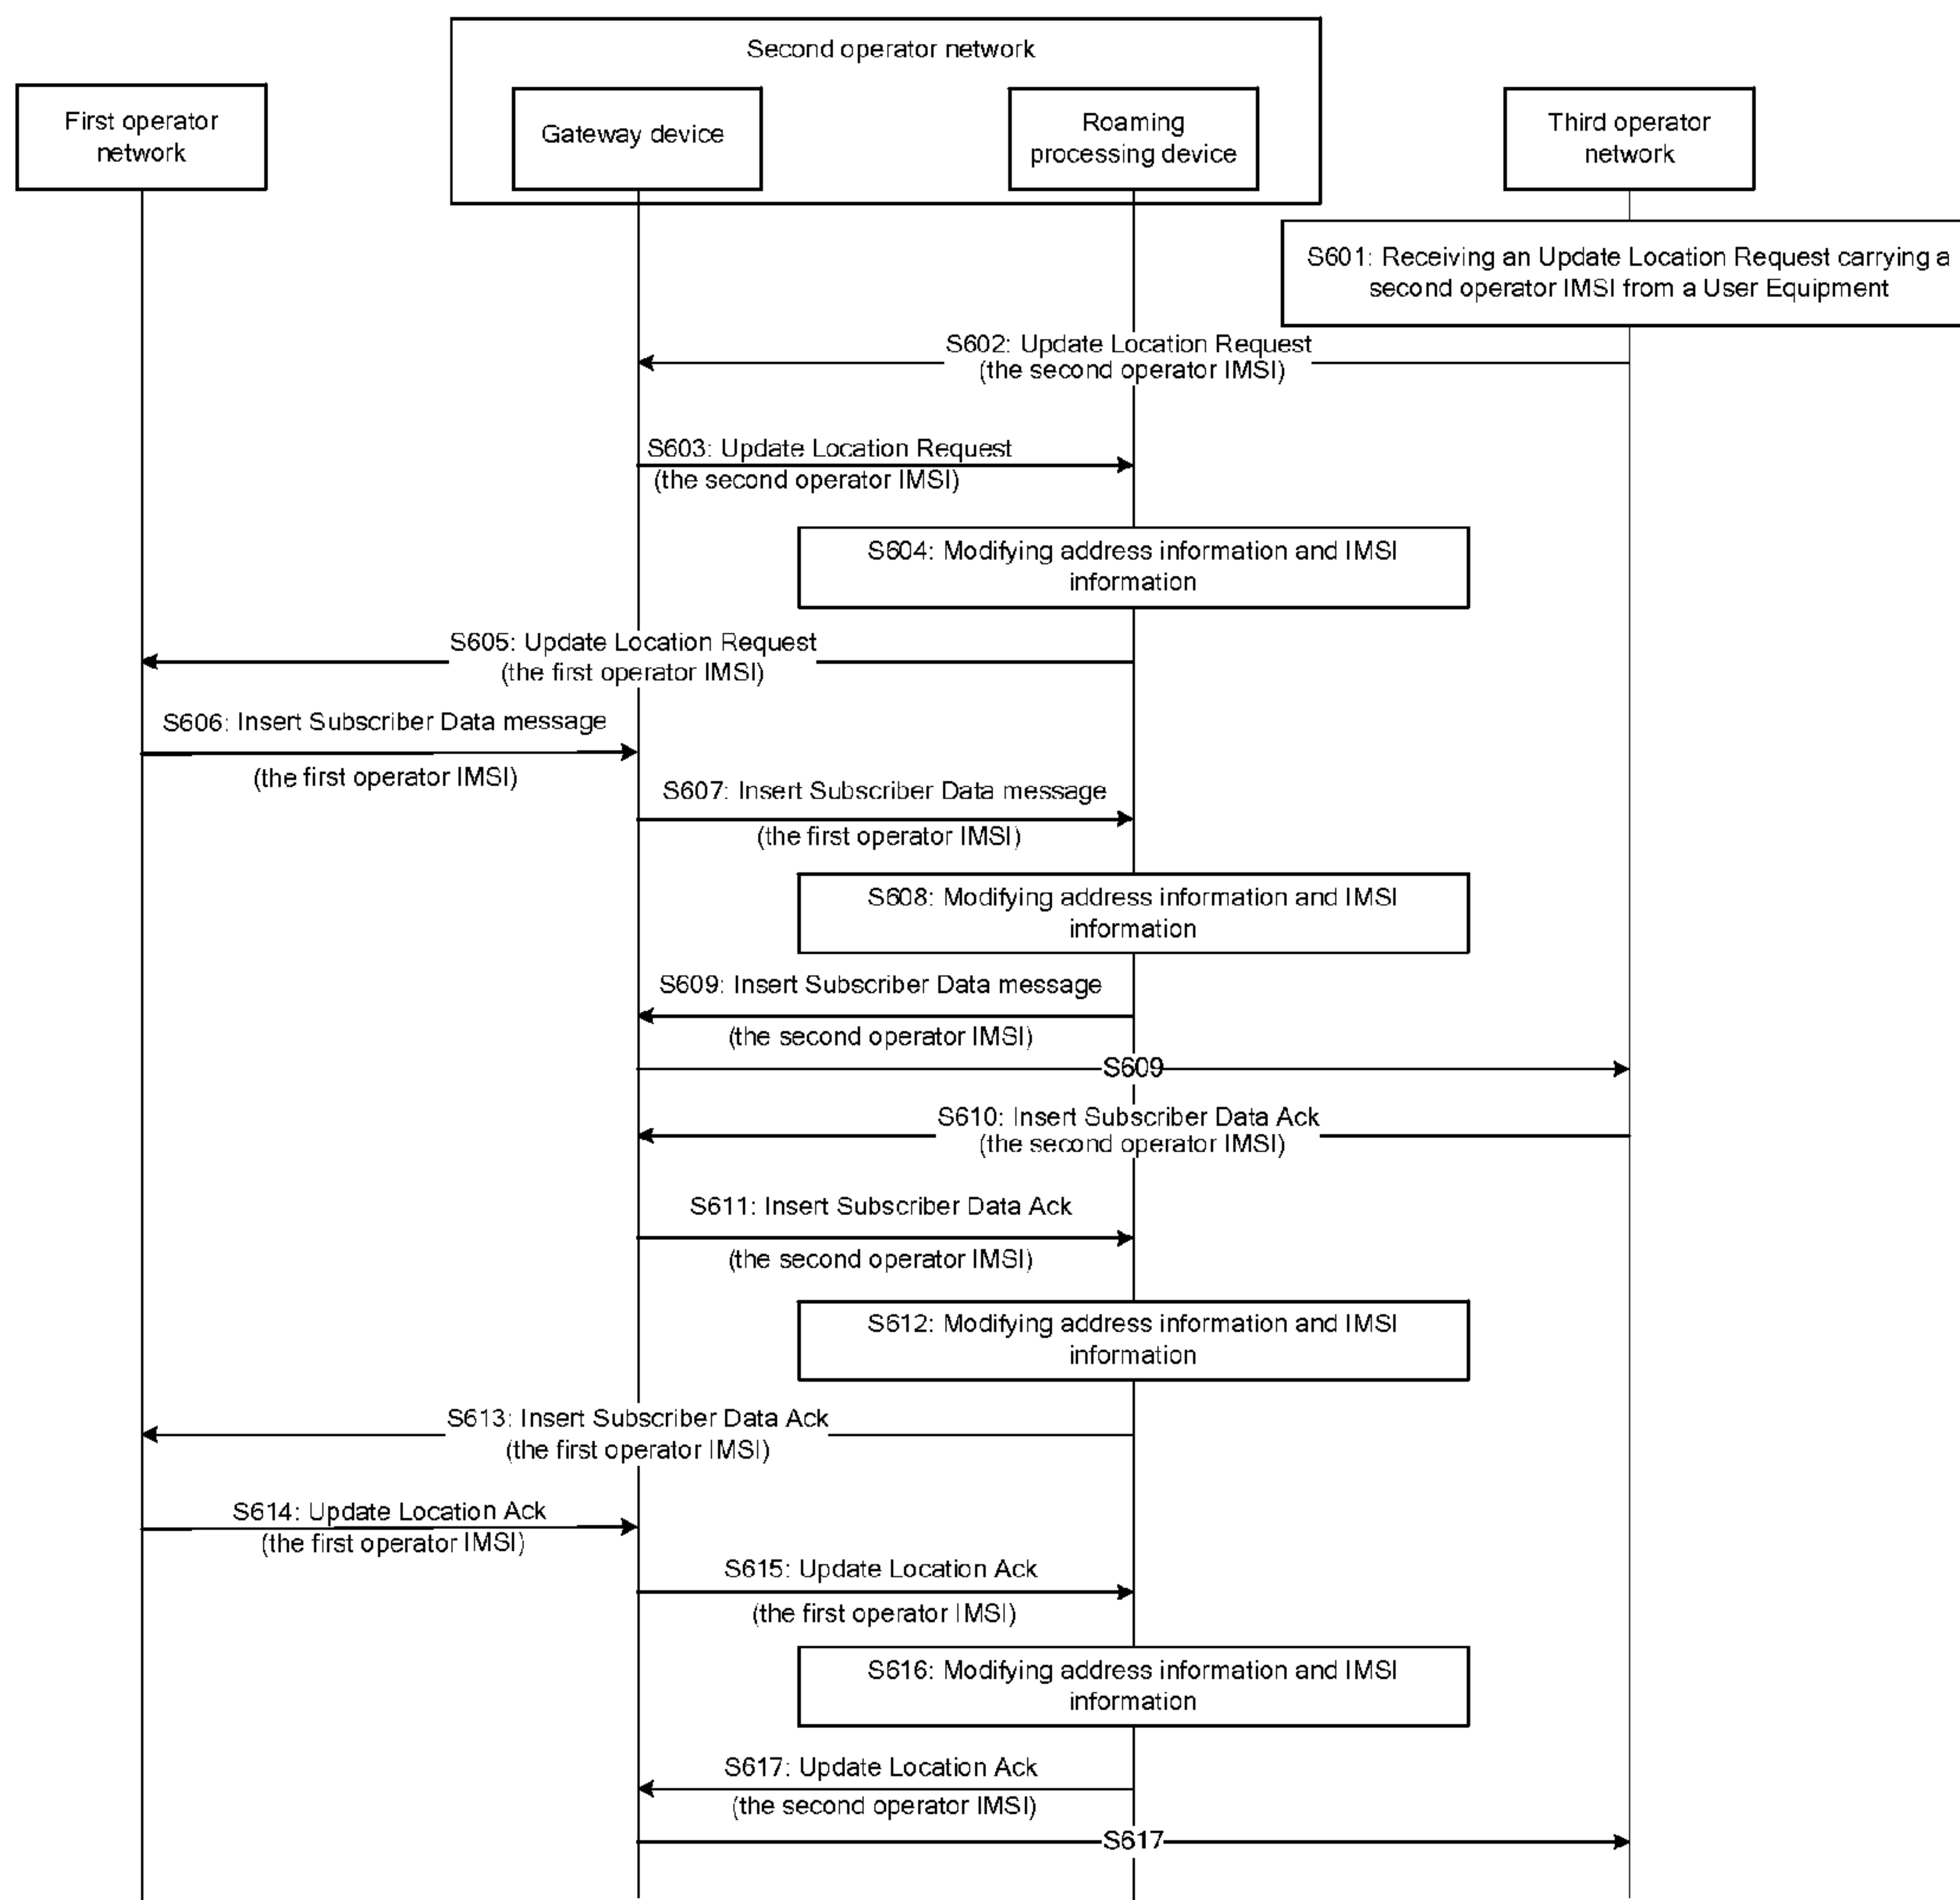 Second operator network
First operator
network
Gateway device
Roaming
processing device
Third operator
network
S601: Receiving an Update Location Request carrying a
second operator IMSI from a User Equipment
S602: Update Location Request
(the second operator IMSI)
S603: Update Location Request
(the second operator IMSI)
S604: Modifying address information and IMSI
information
S605: Update Location Request
(the first operator IMSI)
S606: Insert Subscriber Data message
(the first operator IMSI)
S607: Insert Subscriber Data message
(the first operator IMSI)
S608: Modifying address information and IMSI
information
S609: Insert Subscriber Data message
(the second operator IMSI)
S609
S610: Insert Subscriber Data Ack
(the second operator IMSI)
S611: Insert Subscriber Data Ack
(the second operator IMSI)
S612: Modifying address information and IMSI
information
S613: Insert Subscriber Data Ack
(the first operator IMSI)
S614: Update Location Ack
(the first operator IMSI)
S615: Update Location Ack
(the first operator IMSI)
S616: Modifying address information and IMSI
information
S617: Update Location Ack
(the second operator IMSI)
S617